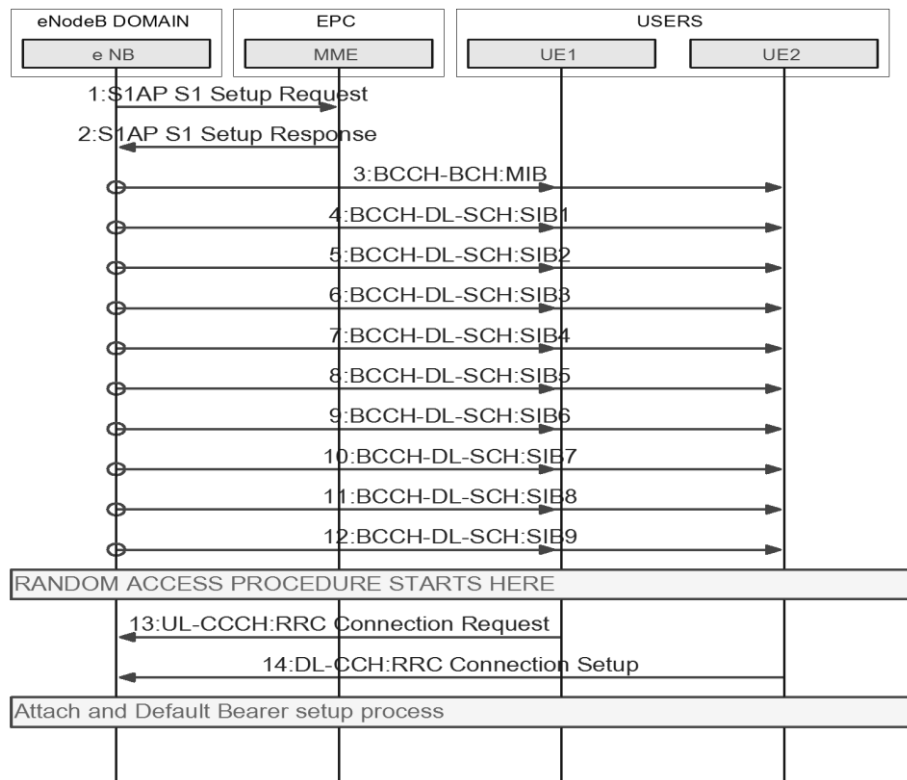 eNodeB DOMAIN EPC USERS
e NB MME UE1 UE2
1:S1AP S1 Setup Request
2:S1AP S1 Setup Response
3:BCCH-BCH:MIB
4:BCCH-DL-SCH:SIB1
5:BCCH-DL-SCH:SIB2
6:BCCH-DL-SCH:SIB3
7:BCCH-DL-SCH:SIB4
8:BCCH-DL-SCH:SIB5
9:BCCH-DL-SCH:SIB6
10:BCCH-DL-SCH:SIB7
11:BCCH-DL-SCH:SIB8
12:BCCH-DL-SCH:SIB9
RANDOM ACCESS PROCEDURE STARTS HERE
13:UL-CCCH:RRC Connection Request
14:DL-CCH:RRC Connection Setup
Attach and Default Bearer setup process